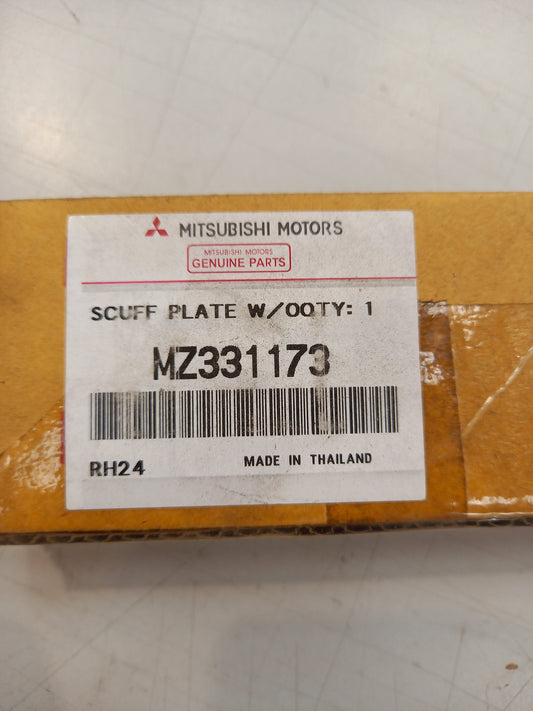 MITSUBISHI MOTORS
MITSUBISHI MOTORS
GENUINE PARTS
SCUFF PLATE W/OQTY: 1
MZ331173
RH24
MADE IN THAILAND